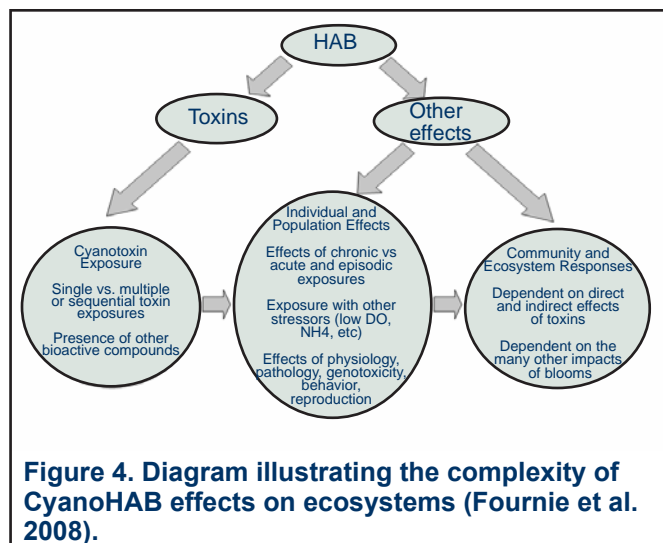 HAB
Toxins
Other
effects
Cyanotoxin
Exposure
Single vs. multiple
or sequential toxin
exposures
Presence of other
bioactive compounds
Individual and
Population Effects
Effects of chronic vs
acute and episodic
exposures
Exposure with other
stressors (low DO,
NH4, etc)
Effects of physiology,
pathology, genotoxicity,
behavior,
reproduction
Community and
Ecosystem Responses
Dependent on direct
and indirect effects
of toxins
Dependent on the
many other impacts
of blooms
Figure 4. Diagram illustrating the complexity of
CyanoHAB effects on ecosystems (Fournie et al.
2008).